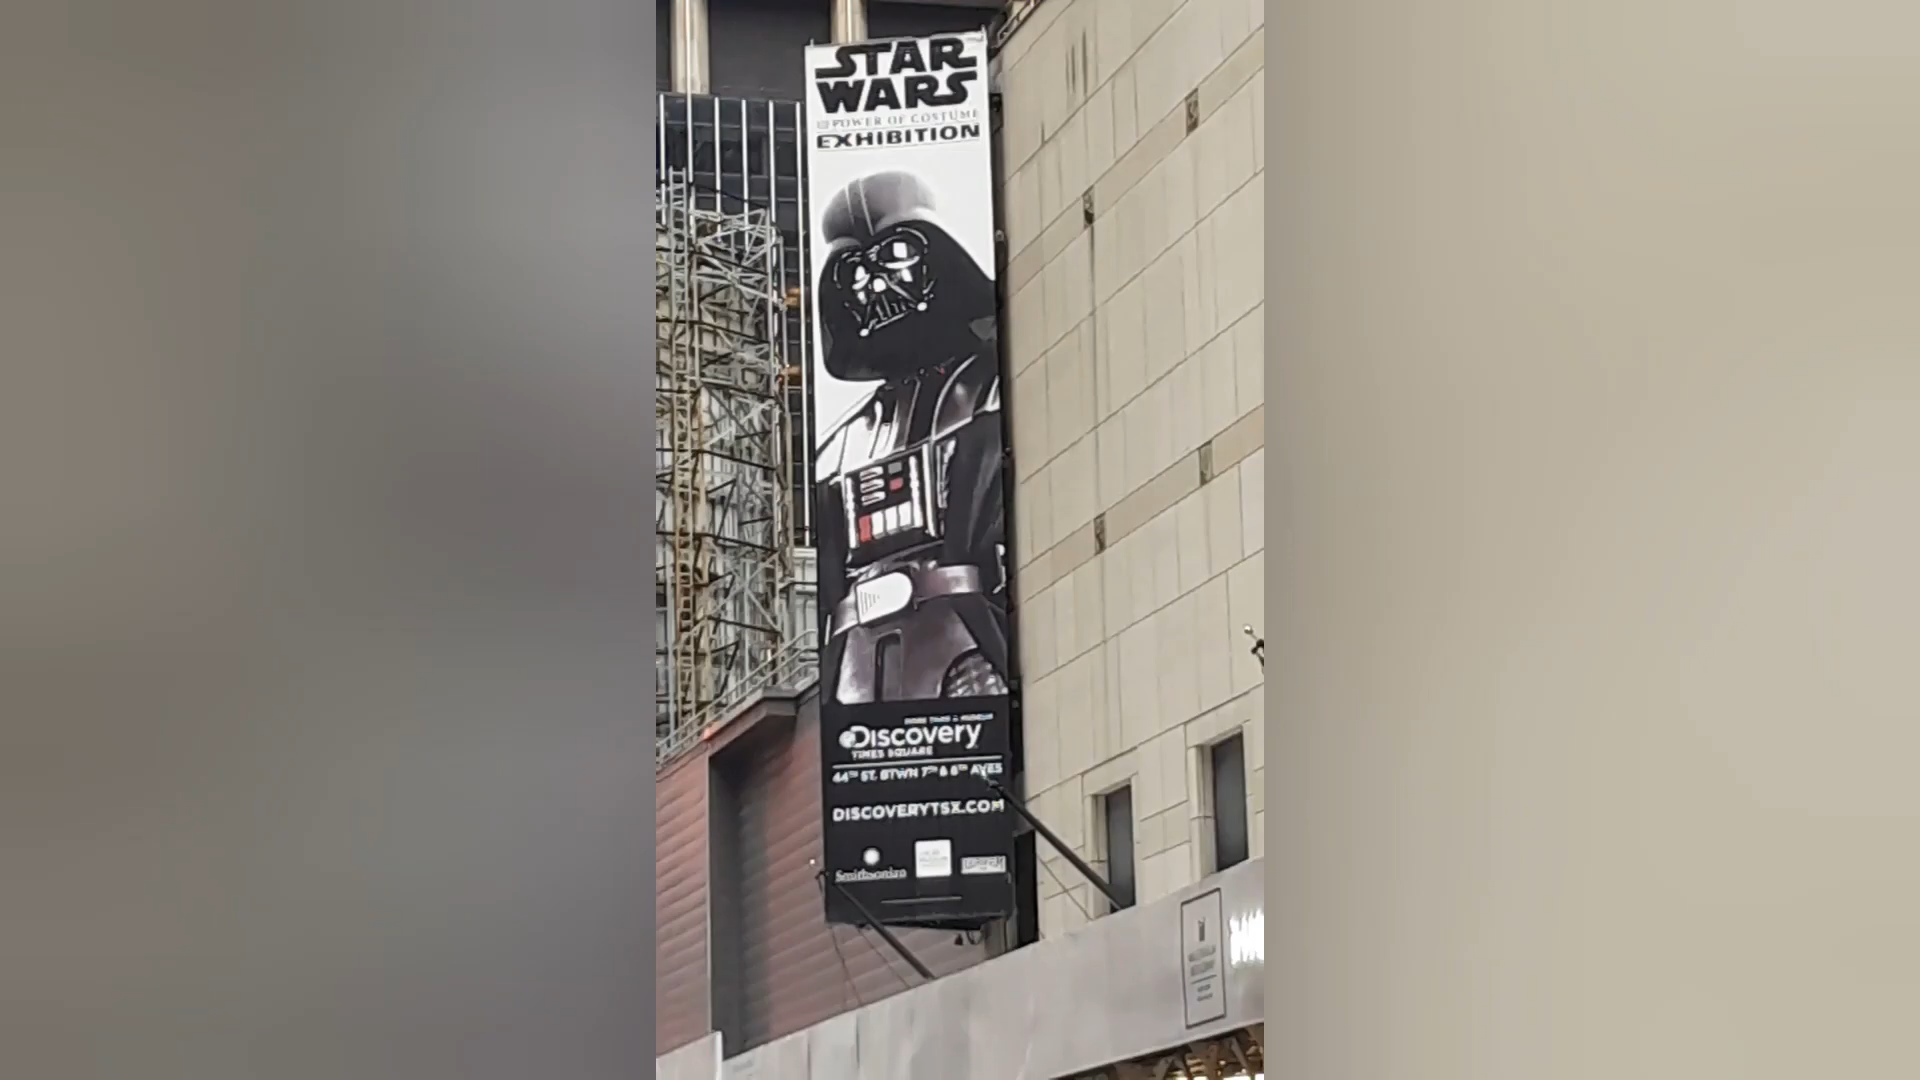 STAR
WARS
POWER OF COSTUME
EXHIBITION
Discovery
TIMES SQUARE
44TH ST. BTWN 7TH & 8TH AVES
DISCOVERYTSX.COM
Smithsonian